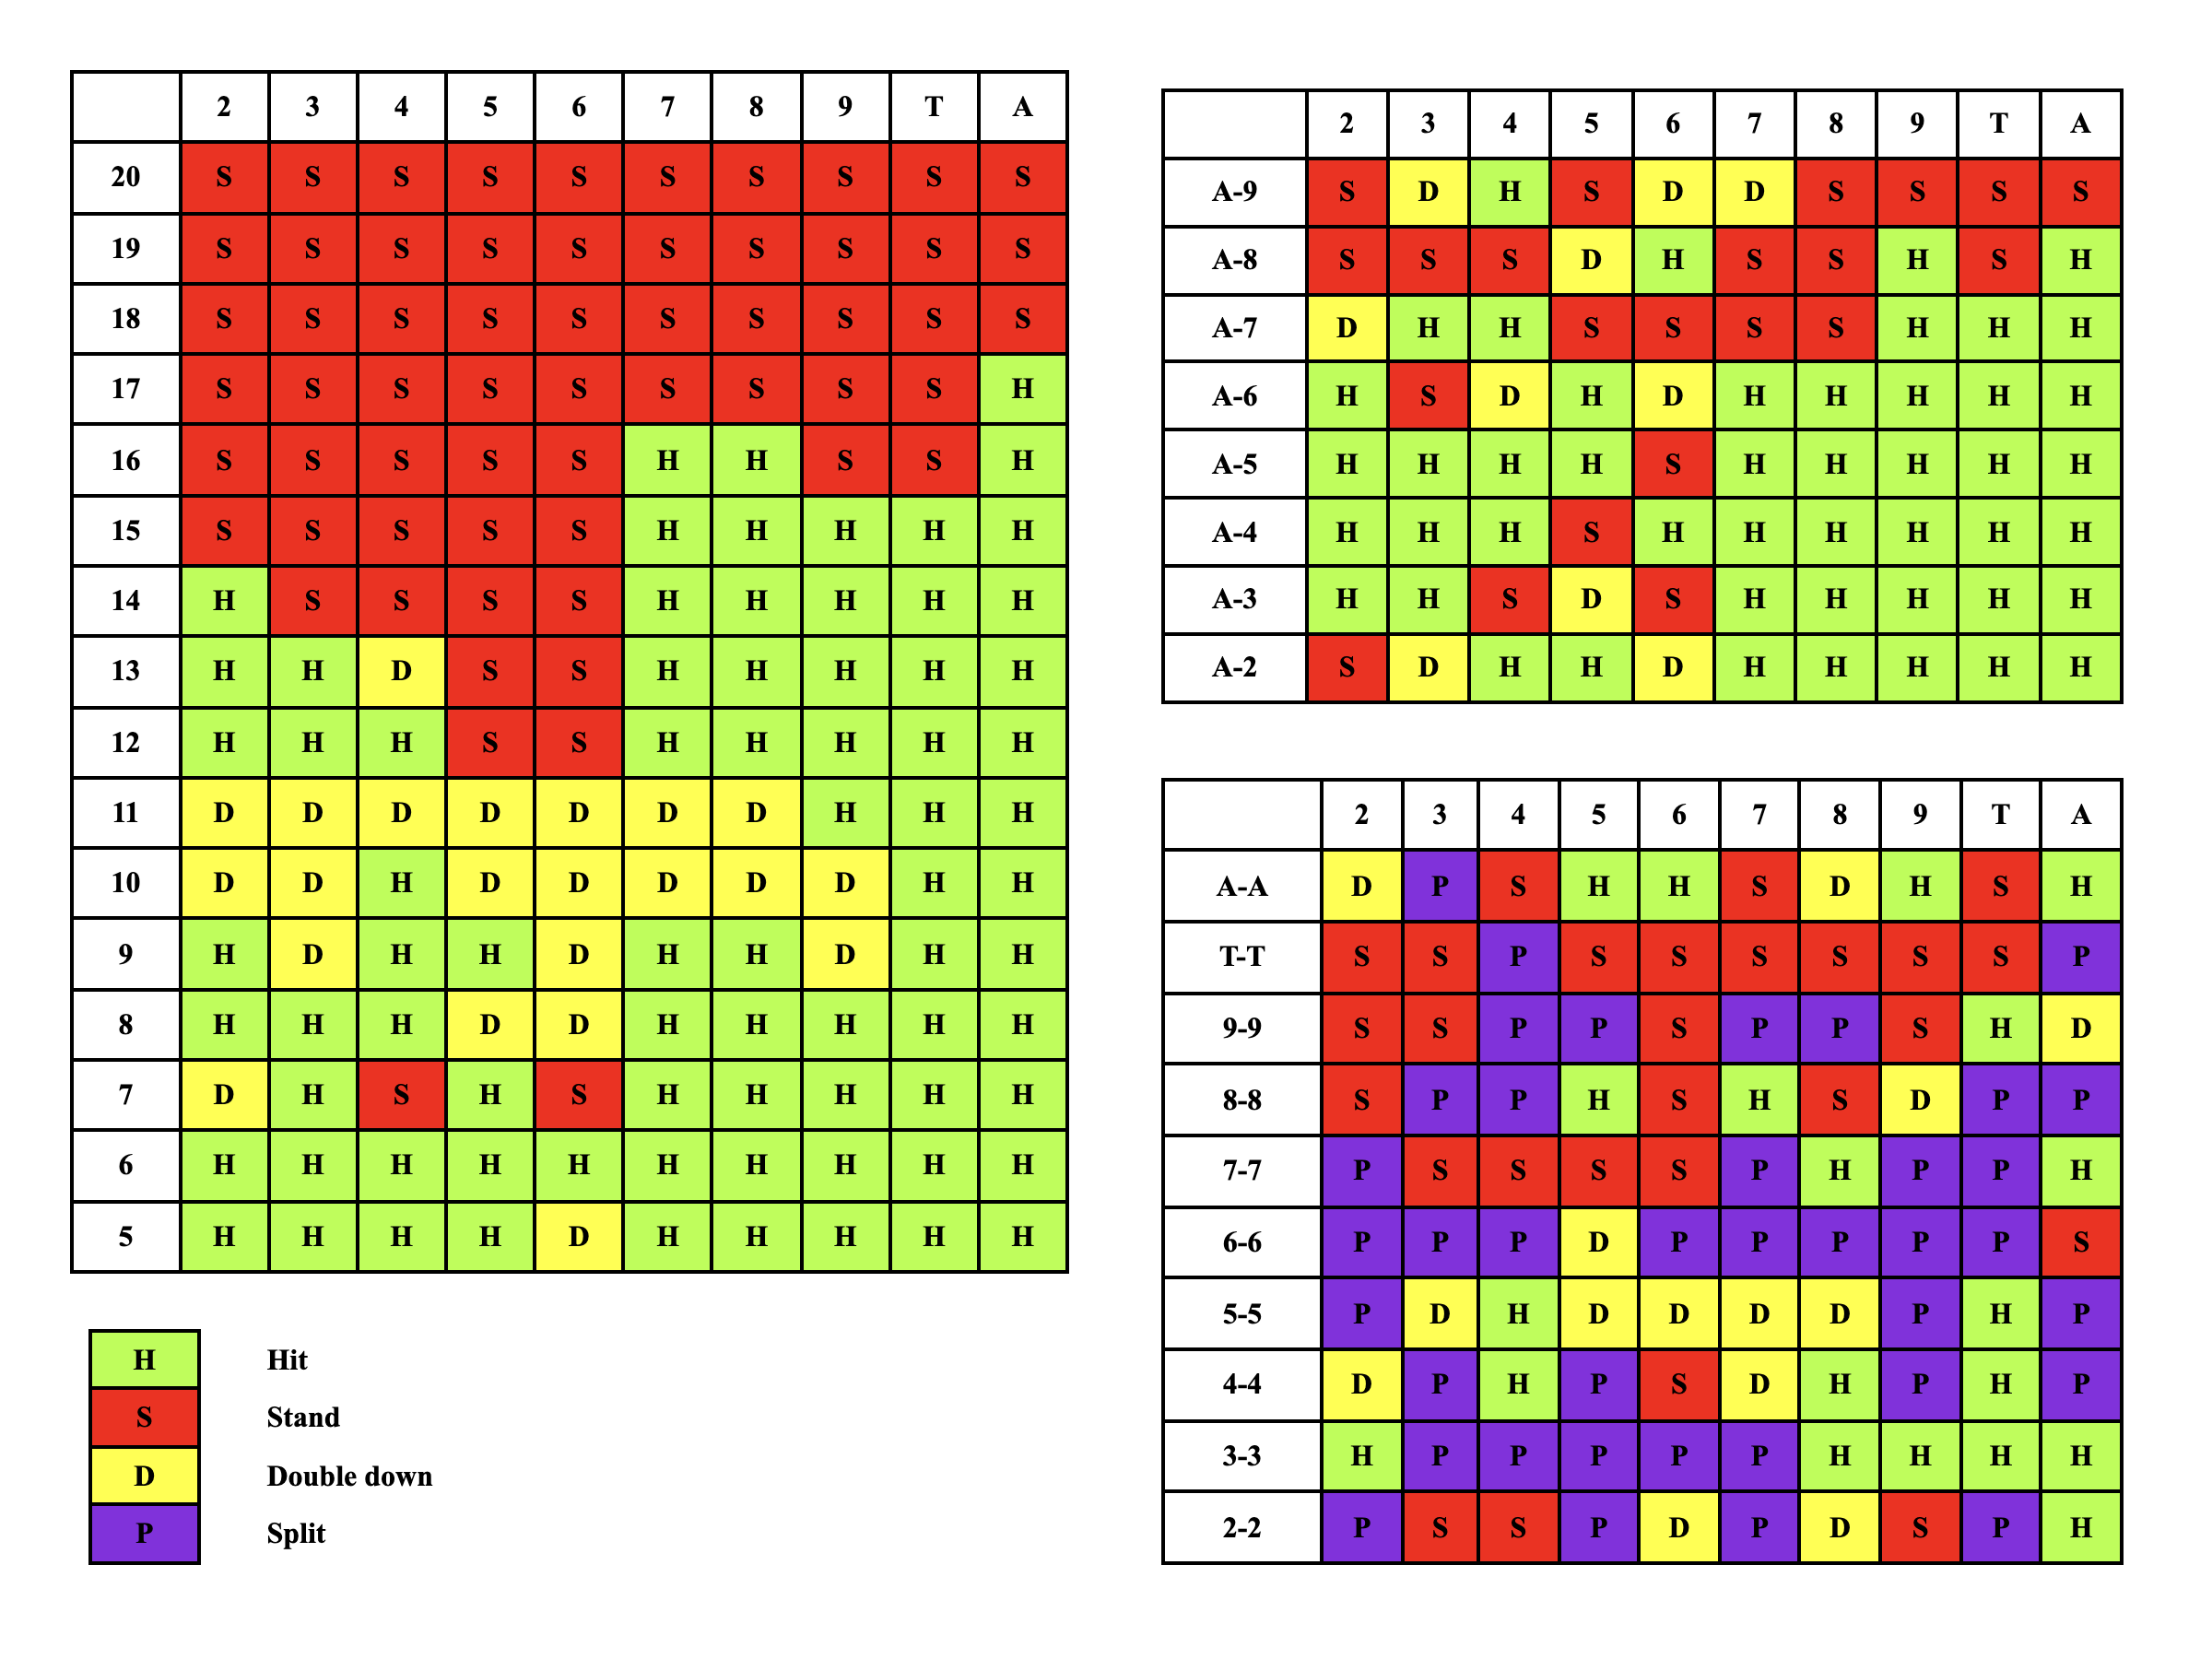 2 3 4 5 6 7 8 9 T A
20 S S S S S S S S S S
19 S S S S S S S S S S
18 S S S S S S S S S S
17 S S S S S S S S S H
16 S S S S S H H S S H
15 S S S S S H H H H H
14 H S S S S H H H H H
13 H H D S S H H H H H
12 H H H S S H H H H H
11 D D D D D D D H H H
10 D D H D D D D D H H
9 H D H H D H H D H H
8 H H H D D H H H H H
7 D H S H S H H H H H
6 H H H H H H H H H H
5 H H H H D H H H H H
H Hit
S Stand
D Double down
P Split
2 3 4 5 6 7 8 9 T A
A-9 S D H S D D S S S S
A-8 S S S D H S S H S H
A-7 D H H S S S S H H H
A-6 H S D H D H H H H H
A-5 H H H H S H H H H H
A-4 H H H S H H H H H H
A-3 H H S D S H H H H H
A-2 S D H H D H H H H H
2 3 4 5 6 7 8 9 T A
A-A D P S H H S D H S H
T-T S S P S S S S S S P
9-9 S S P P S P P S H D
8-8 S P P H S H S D P P
7-7 P S S S S P H P P H
6-6 P P P D P P P P P S
5-5 P D H D D D D P H P
4-4 D P H P S D H P H P
3-3 H P P P P P H H H H
2-2 P S S P D P D S P H